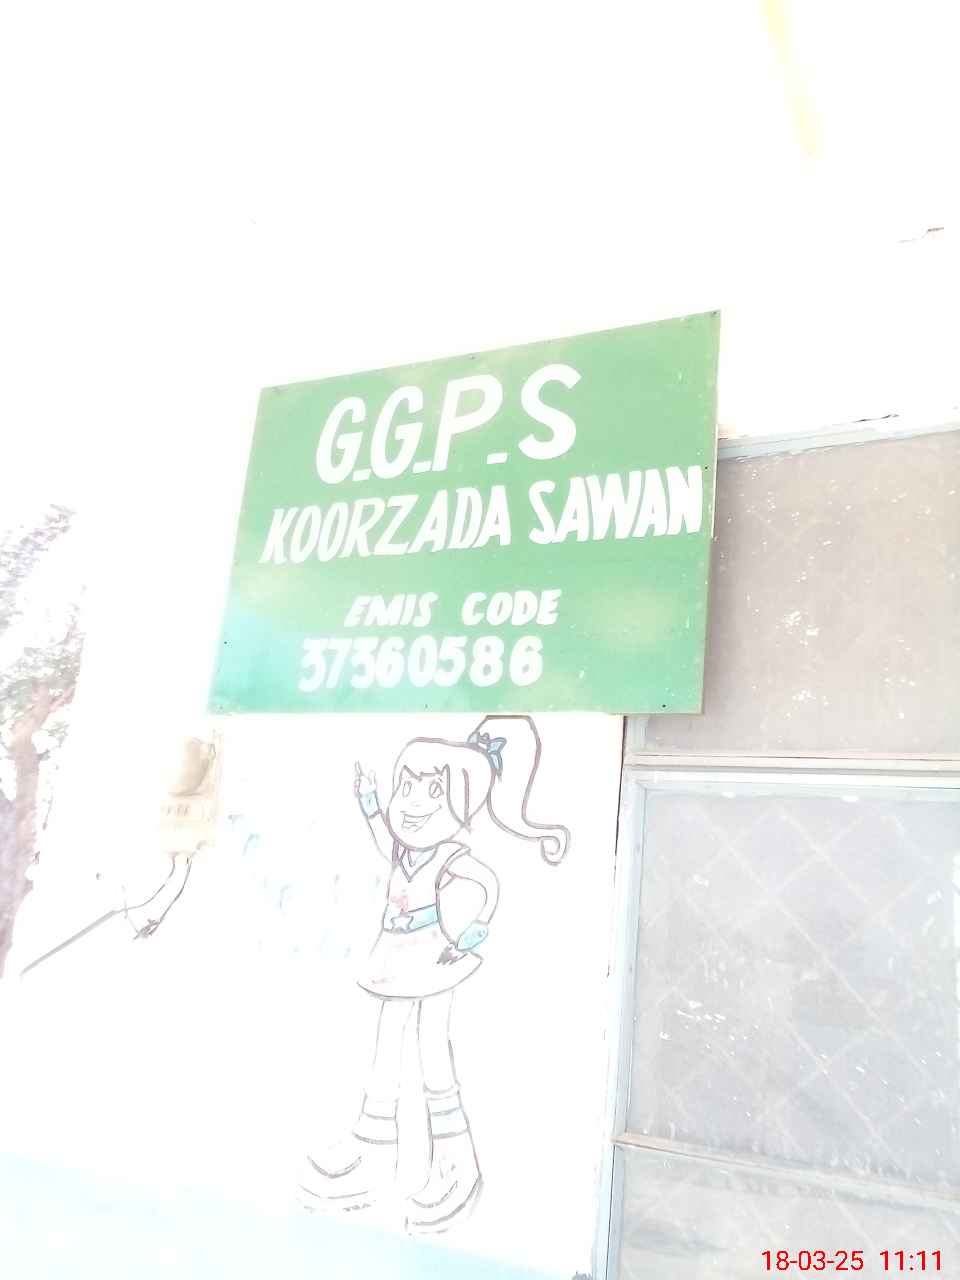 G.G.P.S
KOORZADA SAWAN
EMIS CODE
37360586
18-03-25 11:11